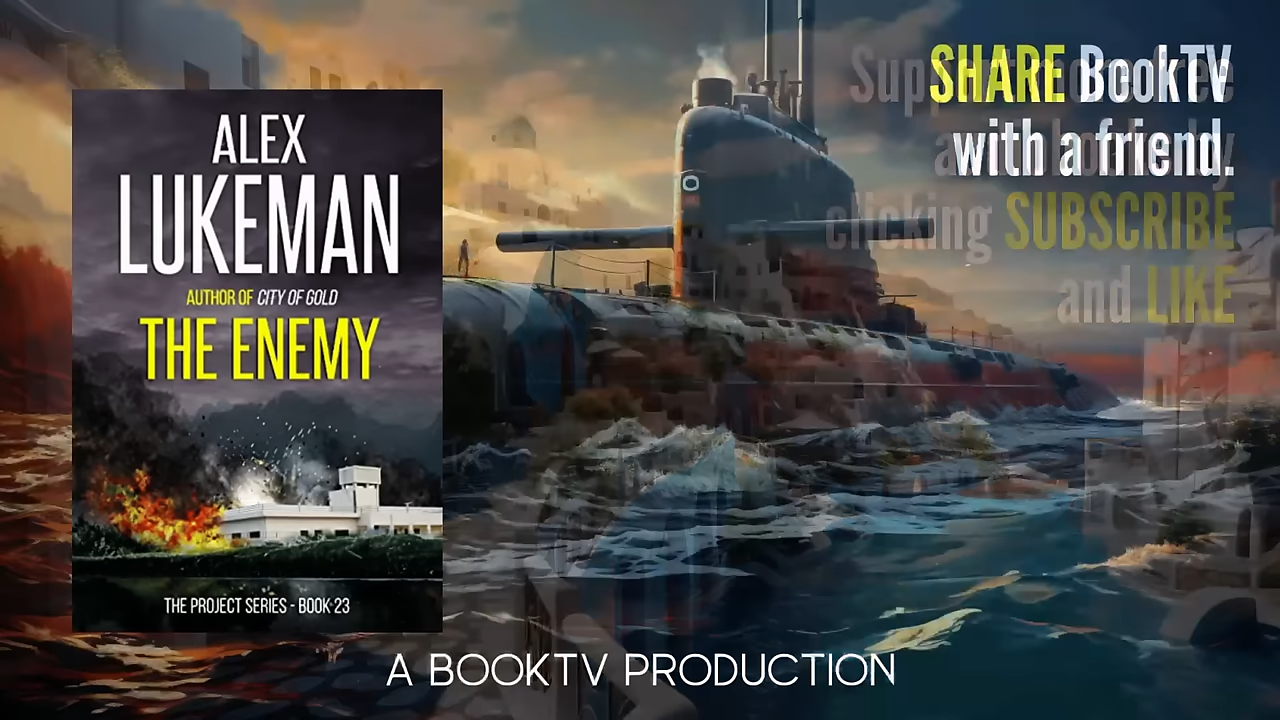 ALEX
LUKEMAN
AUTHOR OF CITY OF GOLD
THE ENEMY
THE PROJECT SERIES - BOOK 23
SHARE BookTV
with a friend.
clicking SUBSCRIBE
and LIKE
A BOOKTV PRODUCTION